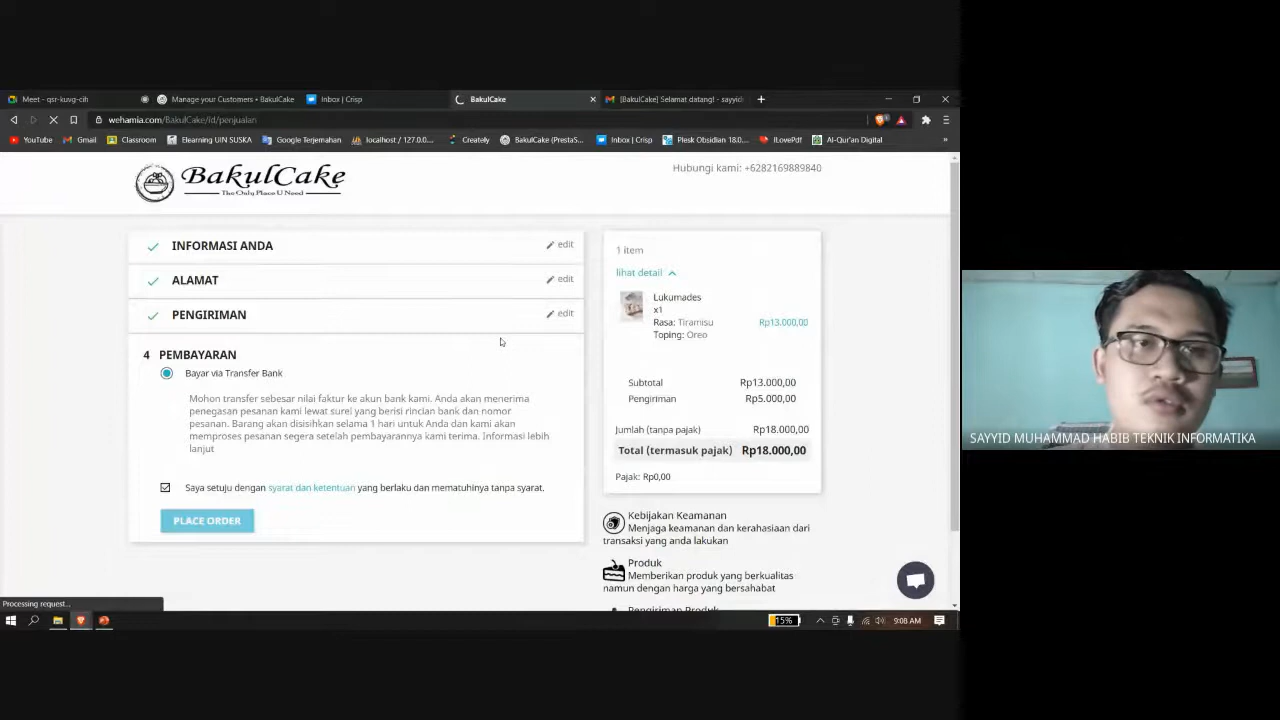 Meet - qsr-kuvg-cih
Manage your Customers • BakulCake
Inbox | Crisp
BakulCake
[BakulCake] Selamat datang! - sayyid
wehamia.com/BakulCake/id/penjualan
YouTube
Gmail
Classroom
Elearning UIN SUSKA
Google Terjemahan
localhost / 127.0.0...
Creately
BakulCake (PrestaS...
Inbox | Crisp
Plesk Obsidian 18.0...
ILovePdf
Al-Qur'an Digital
BakulCake
The Only Place U Need
Hubungi kami: +6282169889840
INFORMASI ANDA
edit
ALAMAT
edit
PENGIRIMAN
edit
4 PEMBAYARAN
Bayar via Transfer Bank
Mohon transfer sebesar nilai faktur ke akun bank kami. Anda akan menerima
penegasan pesanan kami lewat surel yang berisi rincian bank dan nomor
pesanan. Barang akan disisihkan selama 1 hari untuk Anda dan kami akan
memproses pesanan segera setelah pembayarannya kami terima. Informasi lebih
lanjut
Saya setuju dengan syarat dan ketentuan yang berlaku dan mematuhinya tanpa syarat.
PLACE ORDER
1 item
lihat detail
Lukumades
x1
Rasa: Tiramisu
Rp13.000,00
Toping: Oreo
Subtotal Rp13.000,00
Pengiriman Rp5.000,00
Jumlah (tanpa pajak) Rp18.000,00
Total (termasuk pajak) Rp18.000,00
Pajak: Rp0,00
Kebijakan Keamanan
Menjaga keamanan dan kerahasiaan dari
transaksi yang anda lakukan
Produk
Memberikan produk yang berkualitas
namun dengan harga yang bersahabat
Pengiriman Produk
Processing request...
15%
9:08 AM
SAYYID MUHAMMAD HABIB TEKNIK INFORMATIKA